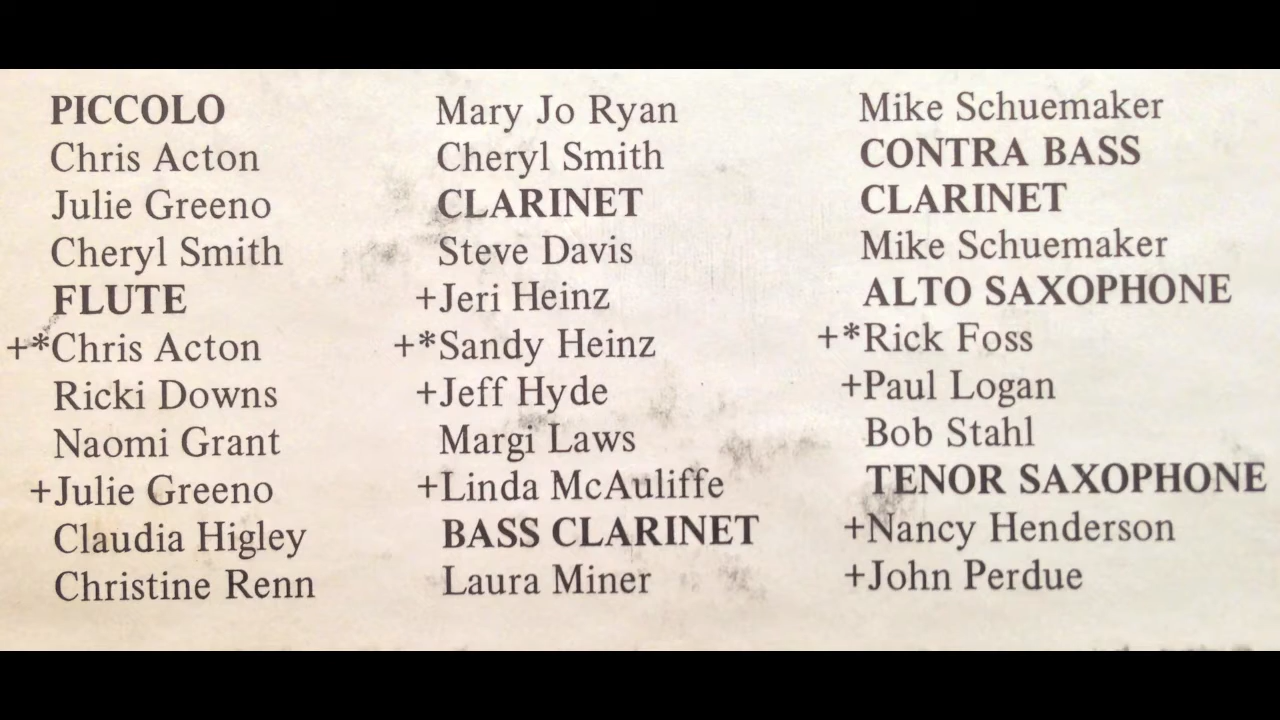 PICCOLO
Chris Acton
Julie Greeno
Cheryl Smith
FLUTE
+*Chris Acton
Ricki Downs
Naomi Grant
+Julie Greeno
Claudia Higley
Christine Renn
Mary Jo Ryan
Cheryl Smith
CLARINET
Steve Davis
+Jeri Heinz
+*Sandy Heinz
+Jeff Hyde
Margi Laws
+Linda McAuliffe
BASS CLARINET
Laura Miner
Mike Schuemaker
CONTRA BASS
CLARINET
Mike Schuemaker
ALTO SAXOPHONE
+*Rick Foss
+Paul Logan
Bob Stahl
TENOR SAXOPHONE
+Nancy Henderson
+John Perdue